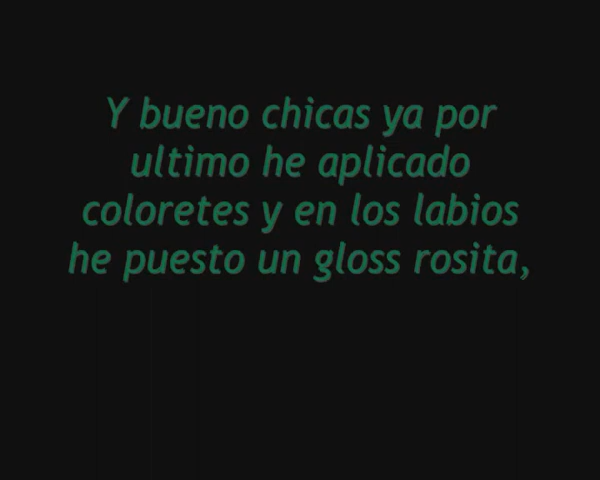 Y bueno chicas ya por
ultimo he aplicado
coloretes y en los labios
he puesto un gloss rosita,